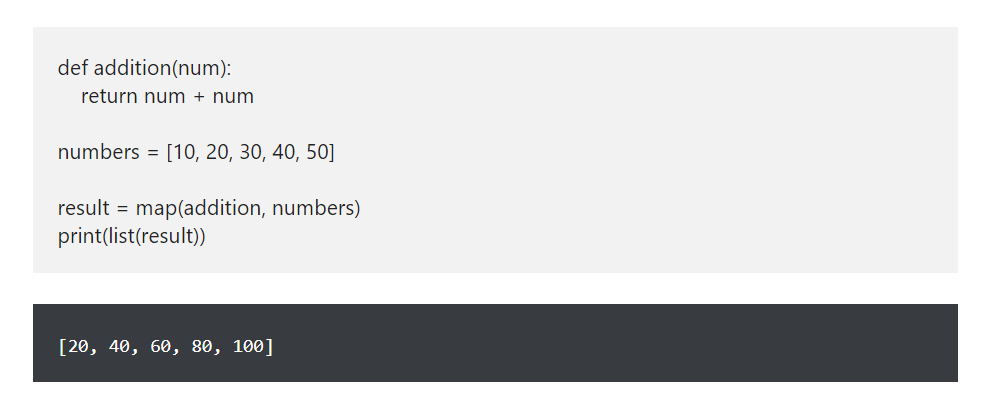 def addition(num):
    return num + num
numbers = [10, 20, 30, 40, 50]
result = map(addition, numbers)
print(list(result))
[20, 40, 60, 80, 100]